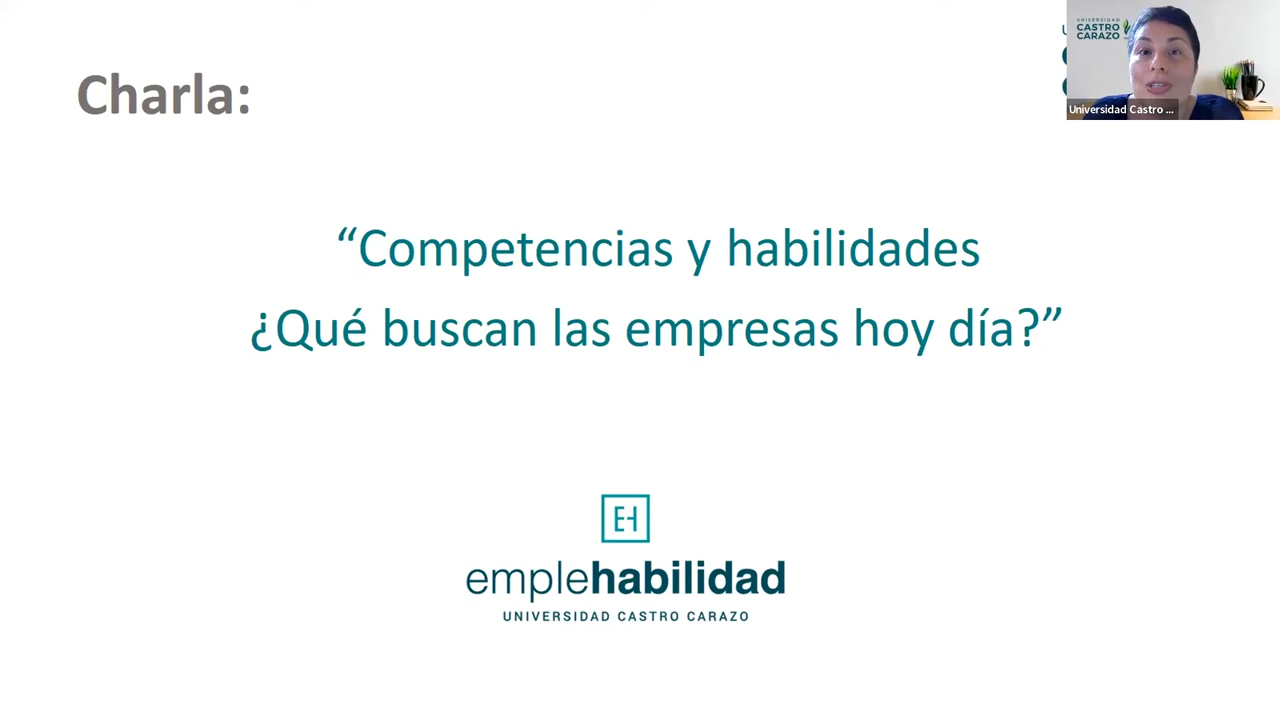 Charla:
“Competencias y habilidades
¿Qué buscan las empresas hoy día?”
EH
emplehabilidad
UNIVERSIDAD CASTRO CARAZO
UNIVERSIDAD
CASTRO
CARAZO
Universidad Castro ...